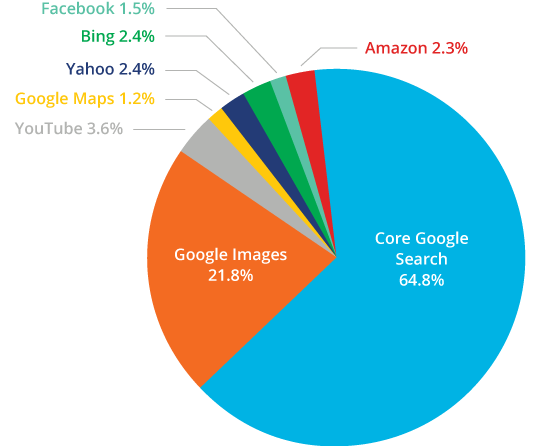 Facebook 1.5%
Bing 2.4%
Amazon 2.3%
Yahoo 2.4%
Google Maps 1.2%
YouTube 3.6%
Core Google
Search
64.8%
Google Images
21.8%